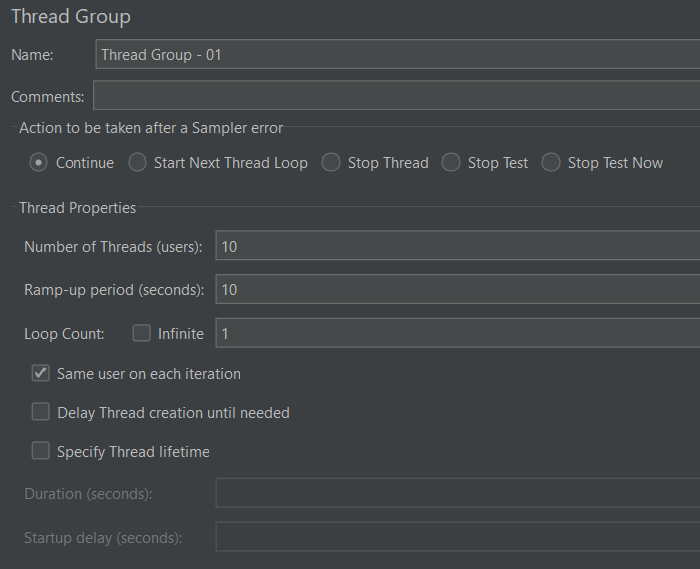 Thread Group
Name: Thread Group - 01
Comments:
Action to be taken after a Sampler error
Continue Start Next Thread Loop Stop Thread Stop Test Stop Test Now
Thread Properties
Number of Threads (users): 10
Ramp-up period (seconds): 10
Loop Count: Infinite 1
Same user on each iteration
Delay Thread creation until needed
Specify Thread lifetime
Duration (seconds):
Startup delay (seconds):